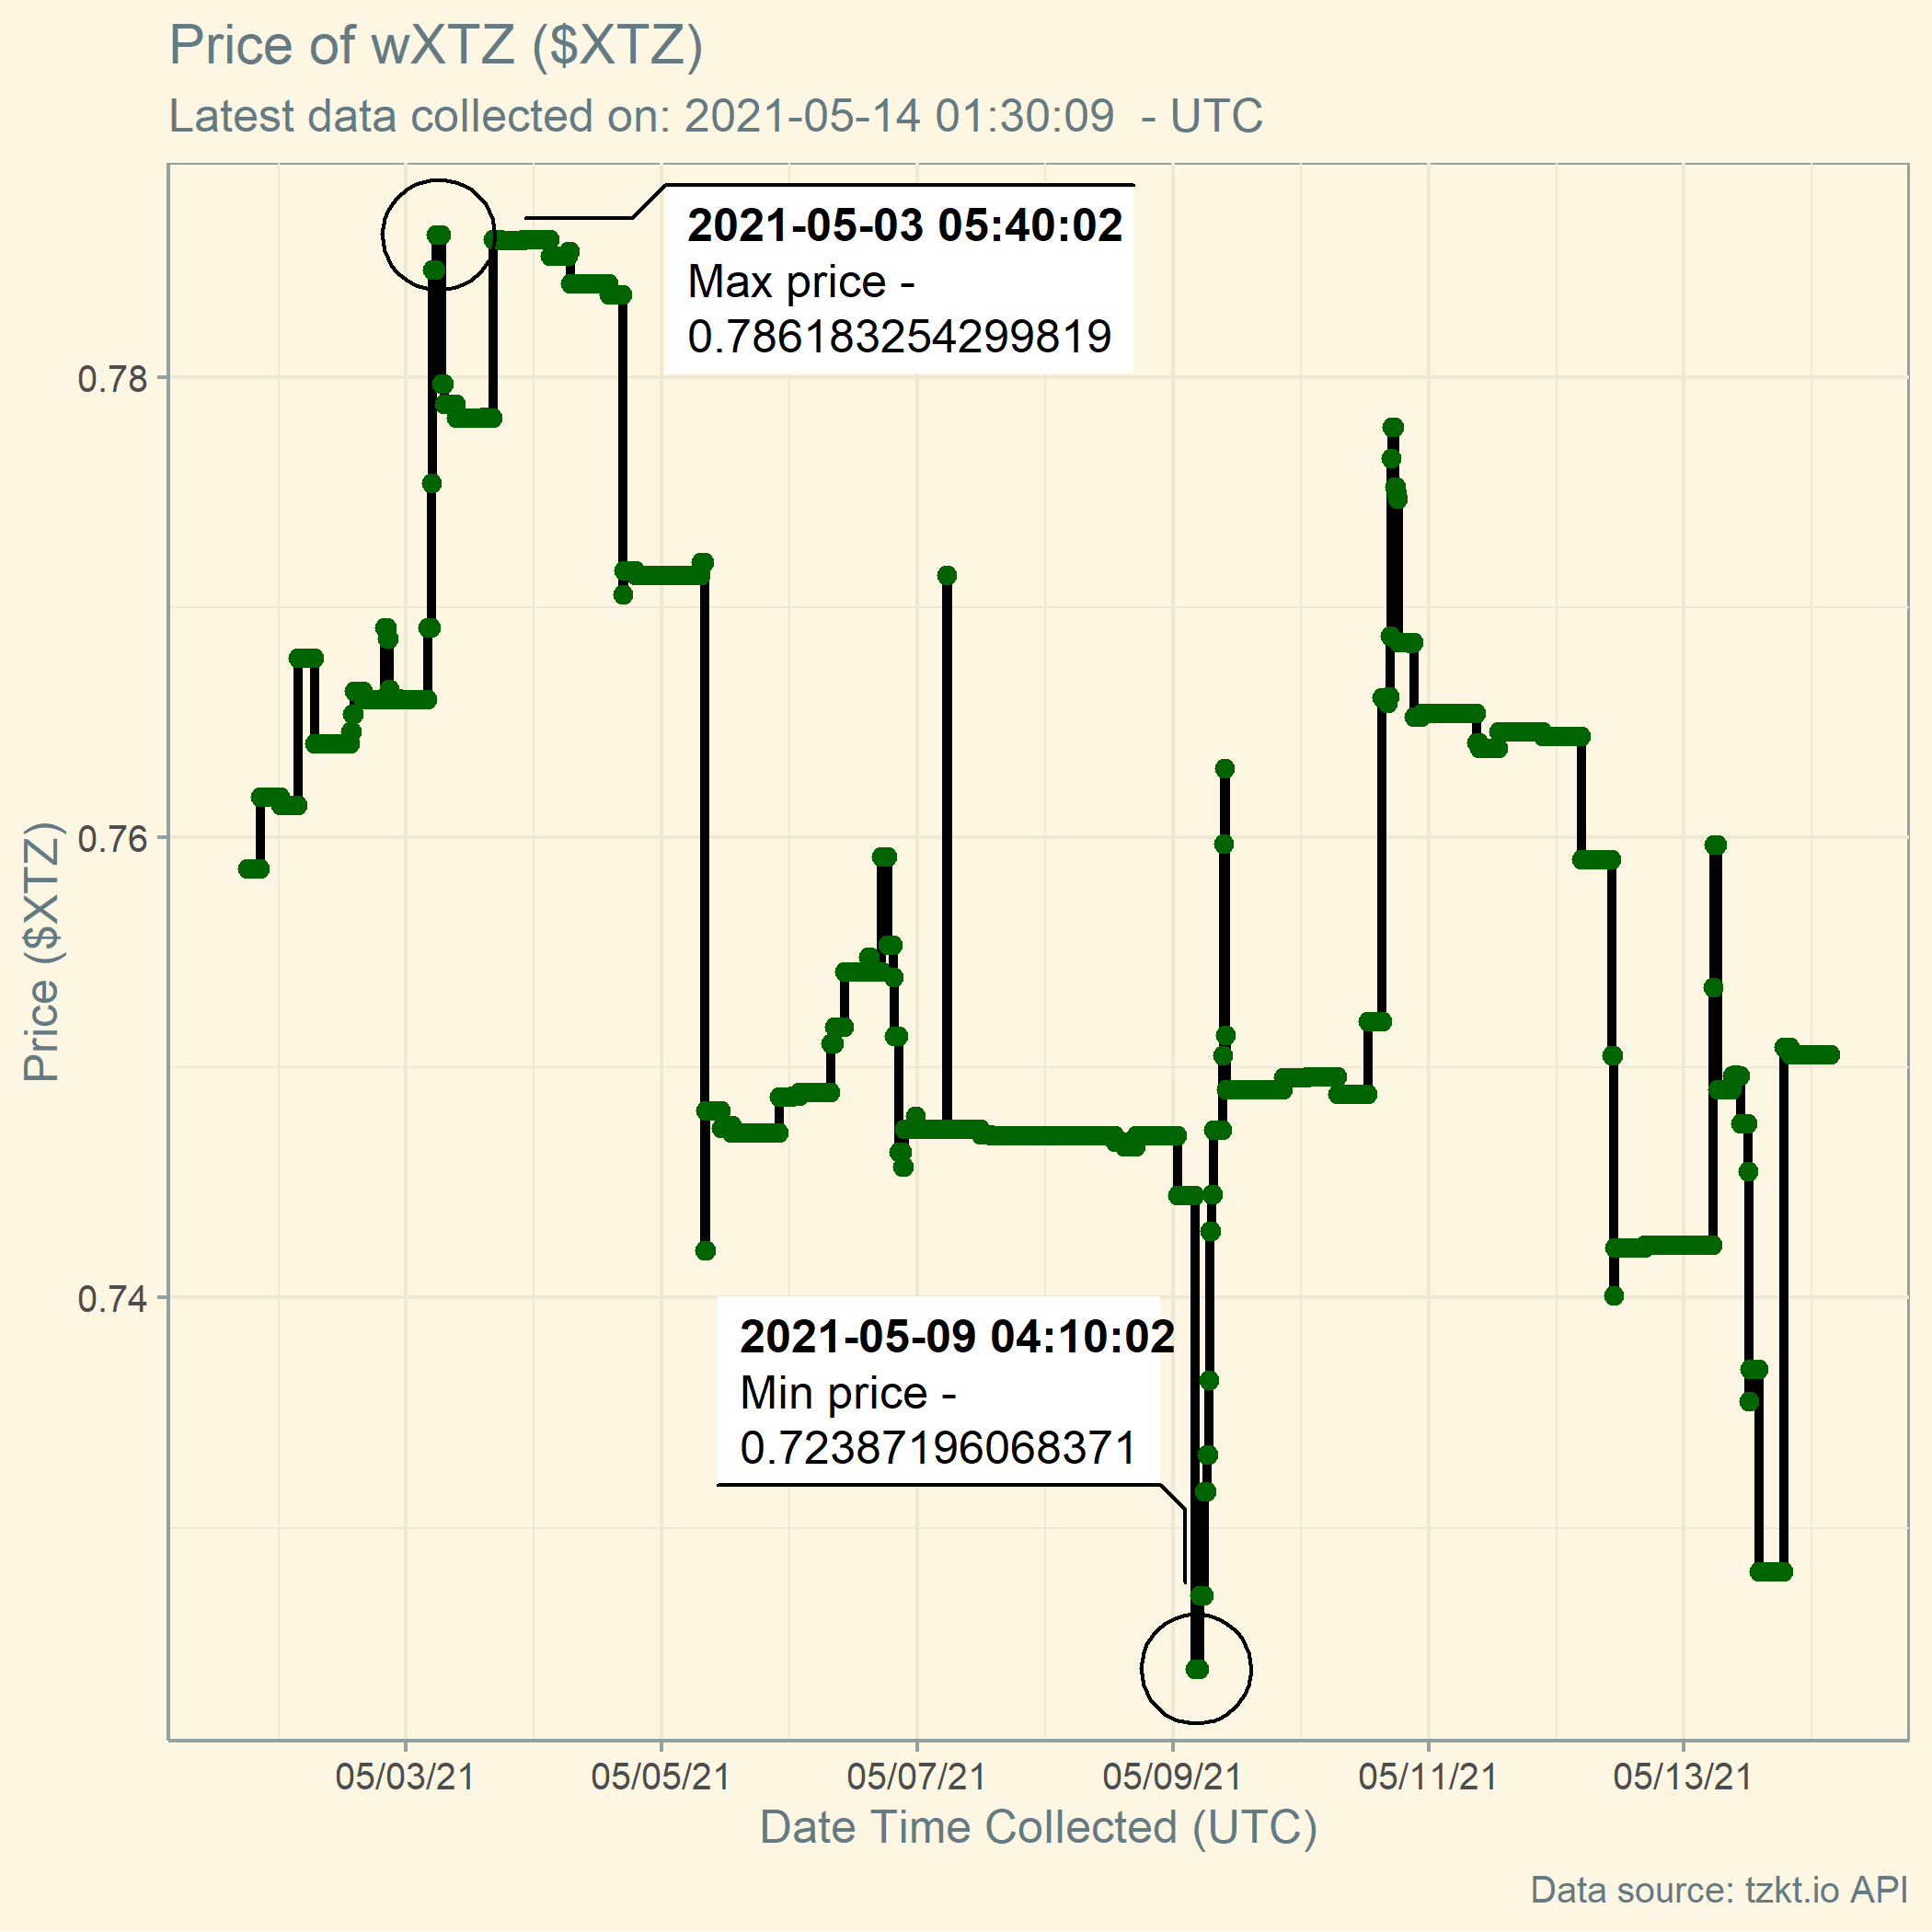 Price of wXTZ ($XTZ)
Latest data collected on: 2021-05-14 01:30:09  - UTC
2021-05-03 05:40:02
Max price -
0.786183254299819
0.78
0.76
0.74
Price ($XTZ)
2021-05-09 04:10:02
Min price -
0.72387196068371
05/03/21
05/05/21
05/07/21
05/09/21
05/11/21
05/13/21
Date Time Collected (UTC)
Data source: tzkt.io API